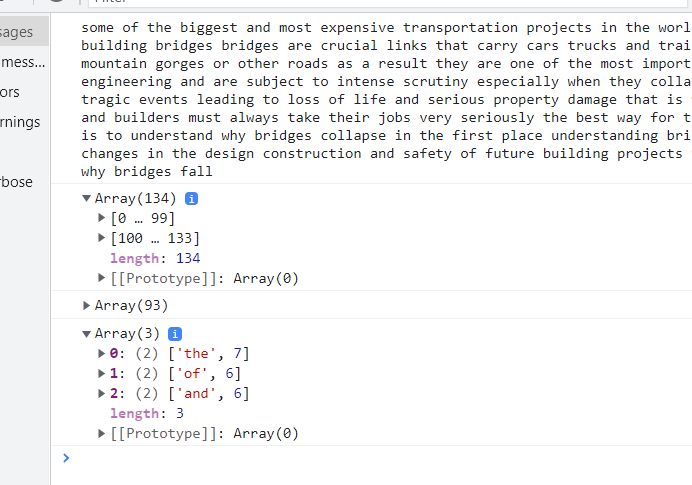 Filter
sages
some of the biggest and most expensive transportation projects in the worl
mess...
building bridges bridges are crucial links that carry cars trucks and trai
mountain gorges or other roads as a result they are one of the most import
ors
engineering and are subject to intense scrutiny especially when they colla
tragic events leading to loss of life and serious property damage that is
rnings
and builders must always take their jobs very seriously the best way for t
is to understand why bridges collapse in the first place understanding bri
changes in the design construction and safety of future building projects
rbose
why bridges fall
▼Array(134) i
▶[0 … 99]
▶[100 … 133]
length: 134
▶[[Prototype]]: Array(0)
▶Array(93)
▼Array(3) i
▶0: (2) ['the', 7]
▶1: (2) ['of', 6]
▶2: (2) ['and', 6]
length: 3
▶[[Prototype]]: Array(0)
>